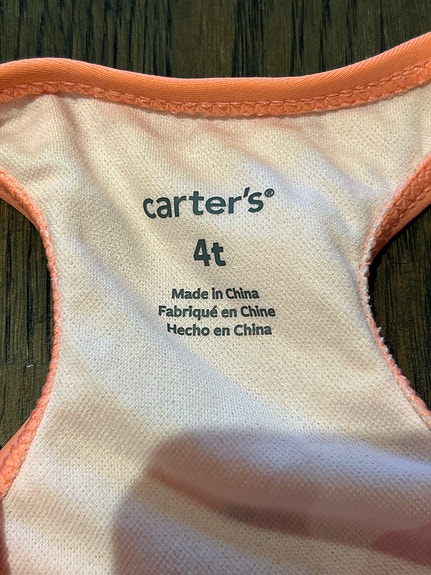 carter's®
4t
Made in China
Fabriqué en Chine
Hecho en China